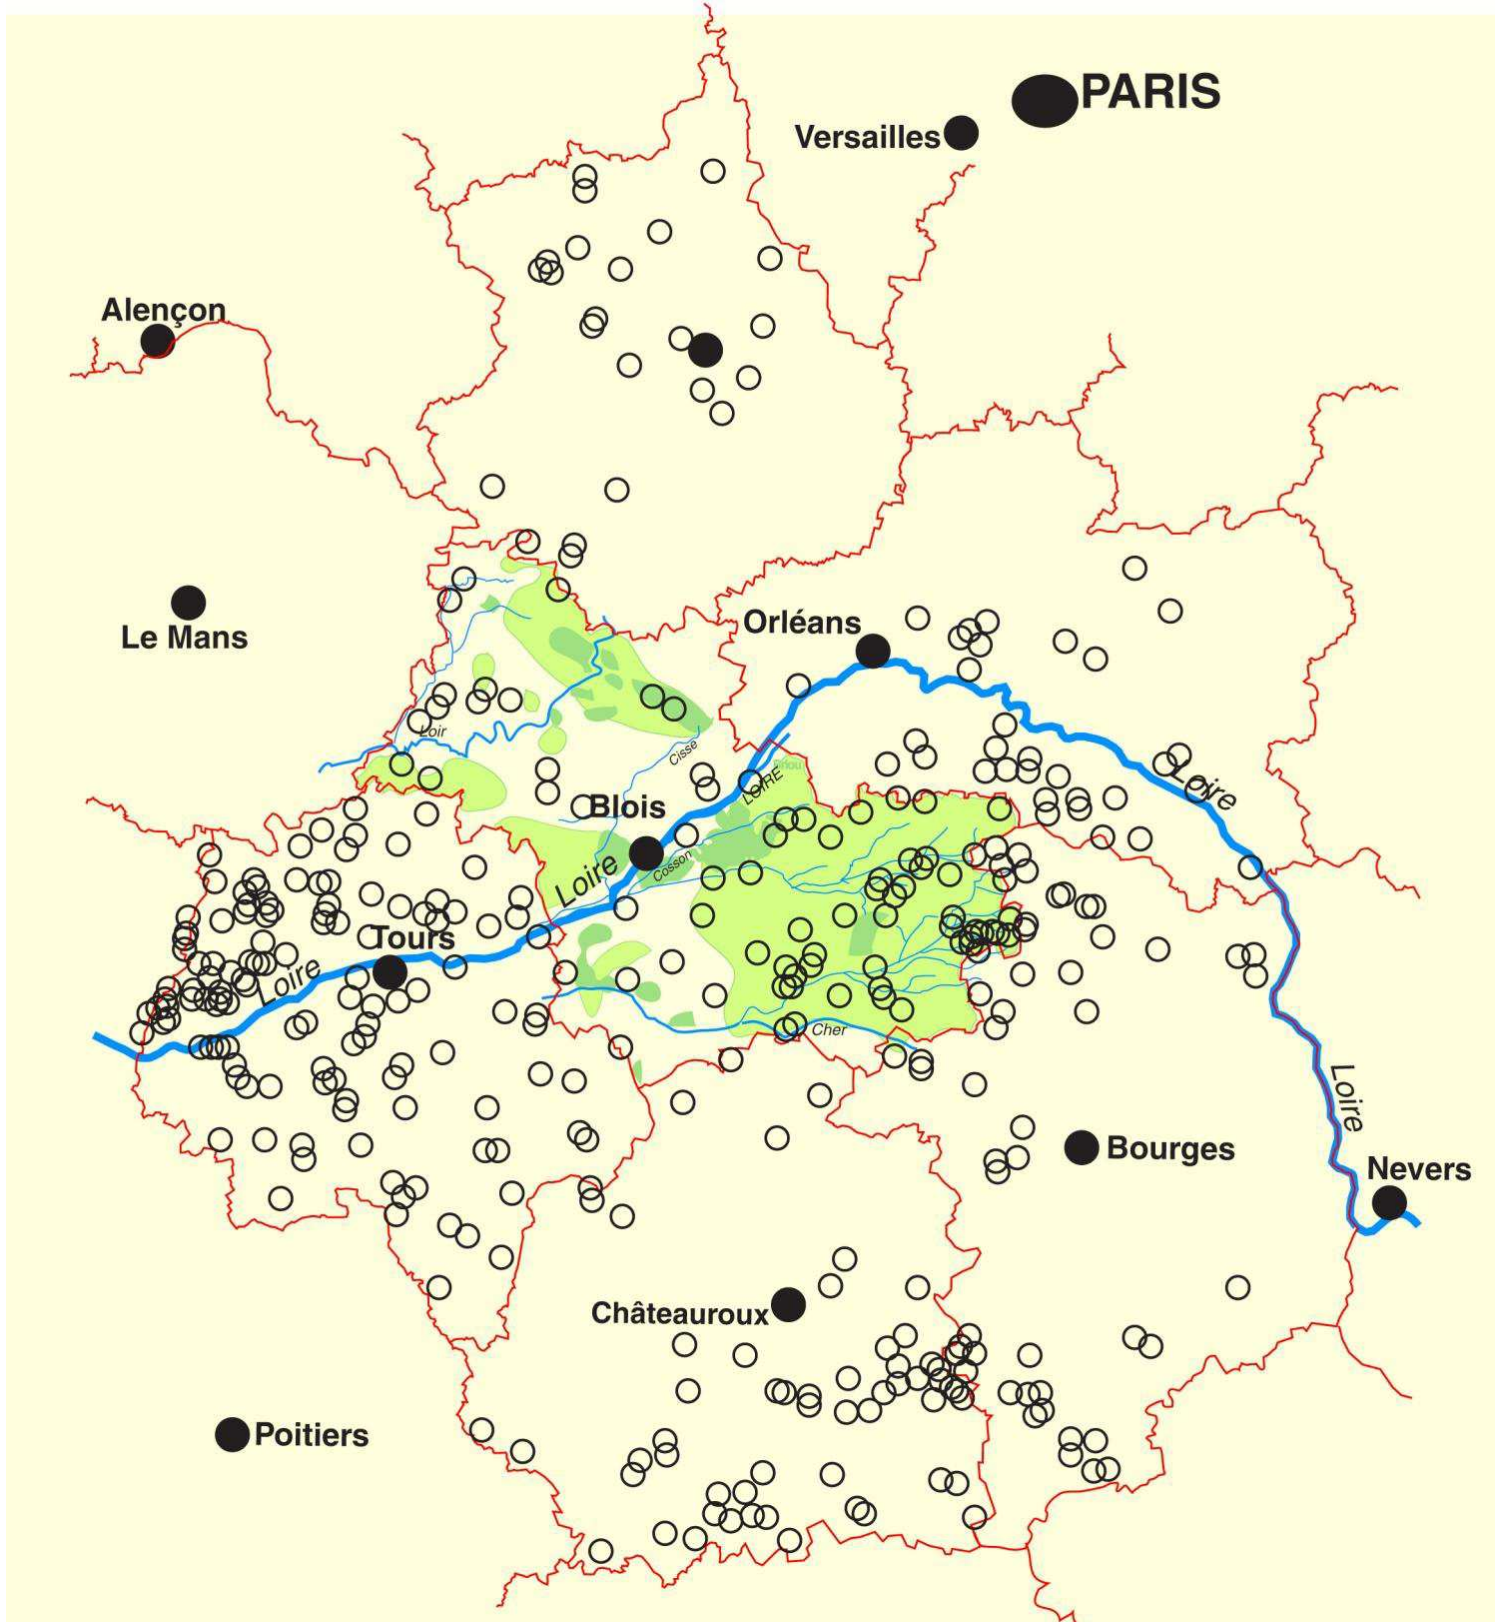 PARIS
Versailles
Alençon
Orléans
Le Mans
Loir
Cisse
LOIRE
Loire
Blois
Cosson
Loire
Tours
Loire
Cher
Loire
Bourges
Nevers
Châteauroux
Poitiers